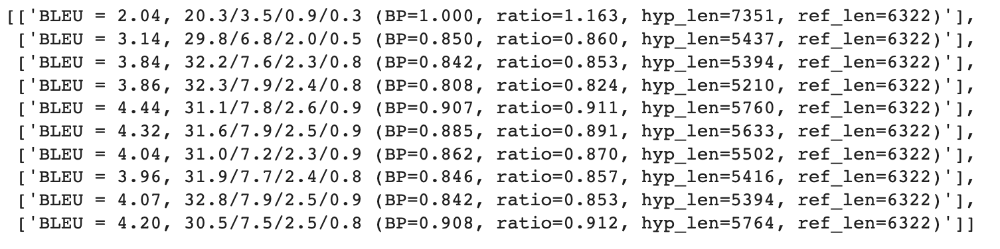 [['BLEU = 2.04, 20.3/3.5/0.9/0.3 (BP=1.000, ratio=1.163, hyp_len=7351, ref_len=6322)'],
['BLEU = 3.14, 29.8/6.8/2.0/0.5 (BP=0.850, ratio=0.860, hyp_len=5437, ref_len=6322)'],
['BLEU = 3.84, 32.2/7.6/2.3/0.8 (BP=0.842, ratio=0.853, hyp_len=5394, ref_len=6322)'],
['BLEU = 3.86, 32.3/7.9/2.4/0.8 (BP=0.808, ratio=0.824, hyp_len=5210, ref_len=6322)'],
['BLEU = 4.44, 31.1/7.8/2.6/0.9 (BP=0.907, ratio=0.911, hyp_len=5760, ref_len=6322)'],
['BLEU = 4.32, 31.6/7.9/2.5/0.9 (BP=0.885, ratio=0.891, hyp_len=5633, ref_len=6322)'],
['BLEU = 4.04, 31.0/7.2/2.3/0.9 (BP=0.862, ratio=0.870, hyp_len=5502, ref_len=6322)'],
['BLEU = 3.96, 31.9/7.7/2.4/0.8 (BP=0.846, ratio=0.857, hyp_len=5416, ref_len=6322)'],
['BLEU = 4.07, 32.8/7.9/2.5/0.9 (BP=0.842, ratio=0.853, hyp_len=5394, ref_len=6322)'],
['BLEU = 4.20, 30.5/7.5/2.5/0.8 (BP=0.908, ratio=0.912, hyp_len=5764, ref_len=6322)']]